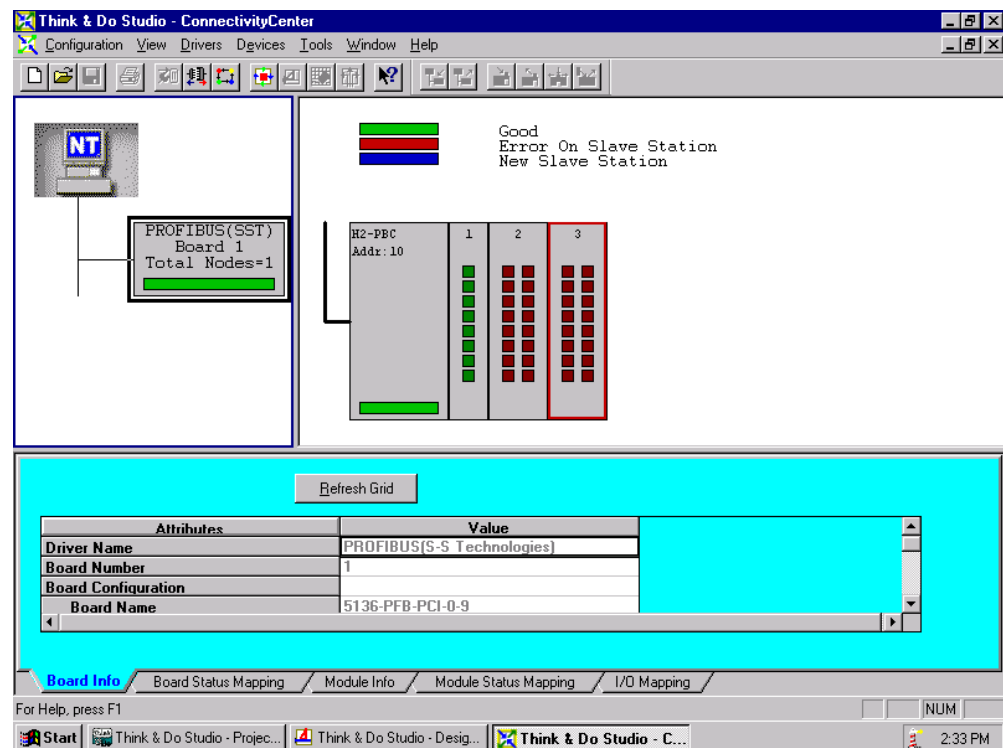 Think & Do Studio - ConnectivityCenter
Configuration View Drivers Devices Tools Window Help
NT
Good
Error On Slave Station
New Slave Station
PROFIBUS(SST)
Board 1
Total Nodes=1
H2-PBC
Addr:10
1
2
3
Refresh Grid
Attributes Value
Driver Name PROFIBUS(S-S Technologies)
Board Number 1
Board Configuration
Board Name 5136-PFB-PCI-0-9
Board Info Board Status Mapping Module Info Module Status Mapping I/O Mapping
For Help, press F1 NUM
Start Think & Do Studio - Projec... Think & Do Studio - Desig... Think & Do Studio - C... 2:33 PM